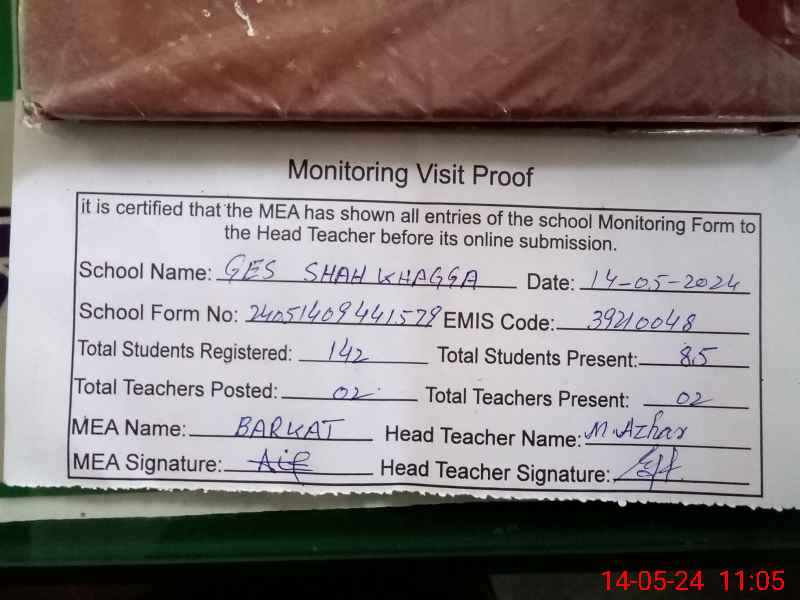 Monitoring Visit Proof
it is certified that the MEA has shown all entries of the school Monitoring Form to
the Head Teacher before its online submission.
School Name: GES SHAH KHAGGA Date: 14-05-2024
School Form No: 24051409441579 EMIS Code: 39210048
Total Students Registered: 142 Total Students Present: 85
Total Teachers Posted: 02 Total Teachers Present: 02
MEA Name: BARKAT Head Teacher Name: M.Azhar
MEA Signature: Head Teacher Signature:
14-05-24 11:05